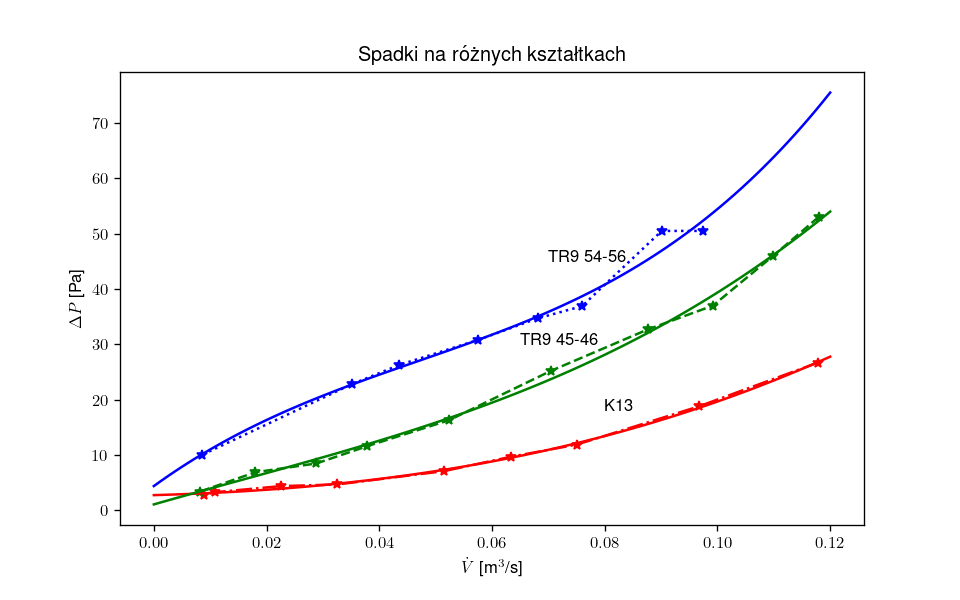 Spadki na różnych kształtkach
70
60
50
40
30
20
10
0
ΔP [Pa]
TR9 54-56
TR9 45-46
K13
0.00 0.02 0.04 0.06 0.08 0.10 0.12
V̇ [m³/s]